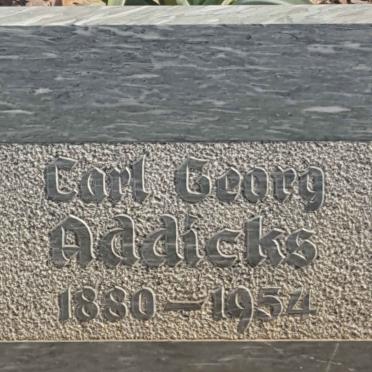 Carl Georg
Addicks
1880 – 1954